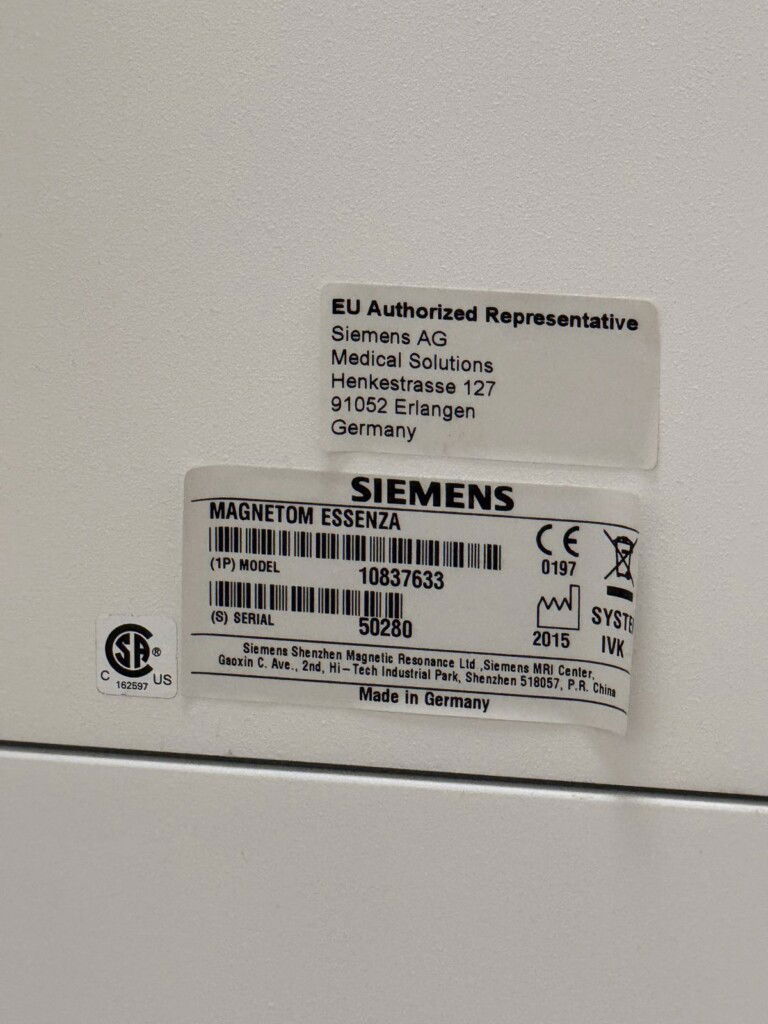 EU Authorized Representative
Siemens AG
Medical Solutions
Henkestrasse 127
91052 Erlangen
Germany
SIEMENS
MAGNETOM ESSENZA
(1P) MODEL 10837633
(S) SERIAL 50280
CE
0197
2015
IVK
Siemens Shenzhen Magnetic Resonance Ltd ,Siemens MRI Center,
Gaoxin C. Ave., 2nd, Hi-Tech Industrial Park, Shenzhen 518057, P.R. China
Made in Germany
CSA®
C US
162597